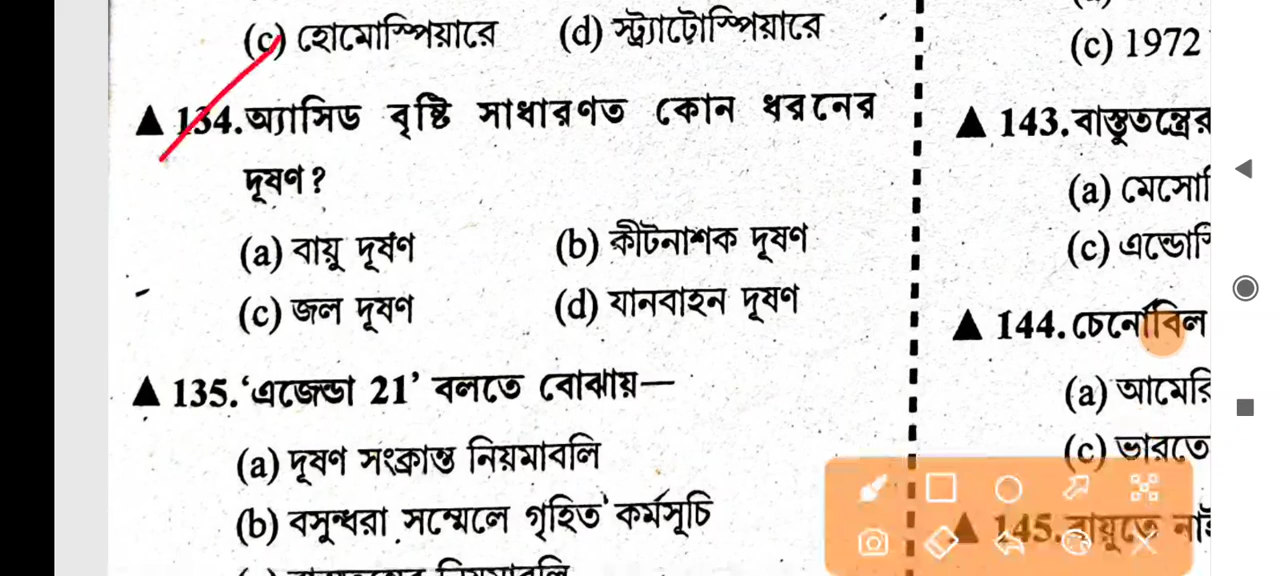 (c) হোমোস্পিয়ারে (d) স্ট্র্যাটোস্পিয়ারে
▲ 134. অ্যাসিড বৃষ্টি সাধারণত কোন ধরনের
দূষণ?
(a) বায়ু দূষণ (b) কীটনাশক দূষণ
(c) জল দূষণ (d) যানবাহন দূষণ
▲ 135. ‘এজেন্ডা 21’ বলতে বোঝায়—
(a) দূষণ সংক্রান্ত নিয়মাবলি
(b) বসুন্ধরা সম্মেলে গৃহিত কর্মসূচি
(c) 1972
▲ 143. বাস্তুতন্ত্রের
(a)
(c)
▲ 144. চেৰ্নোবিল
(a)
(c) ভারতে
▲ 145. বায়ুতে